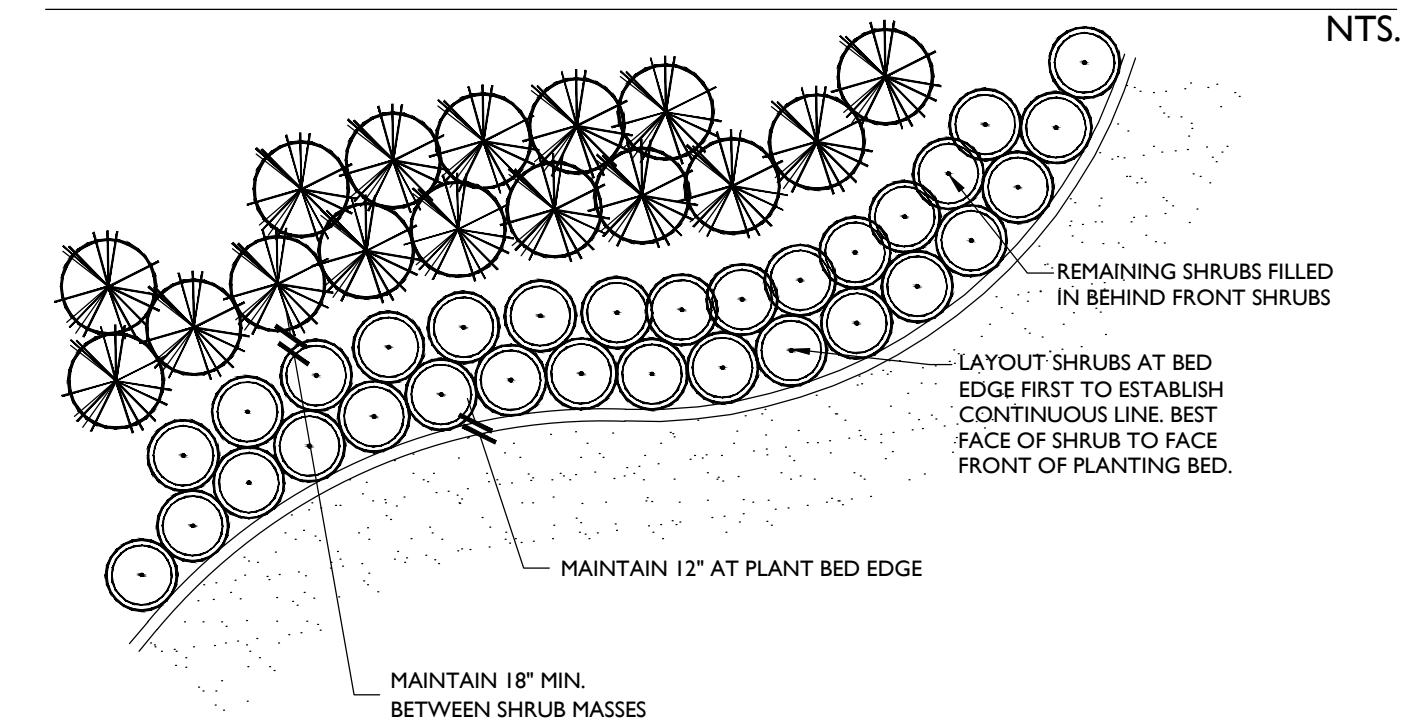 NTS.
REMAINING SHRUBS FILLED
IN BEHIND FRONT SHRUBS
LAYOUT SHRUBS AT BED
EDGE FIRST TO ESTABLISH
CONTINUOUS LINE. BEST
FACE OF SHRUB TO FACE
FRONT OF PLANTING BED.
MAINTAIN 12" AT PLANT BED EDGE
MAINTAIN 18" MIN.
BETWEEN SHRUB MASSES